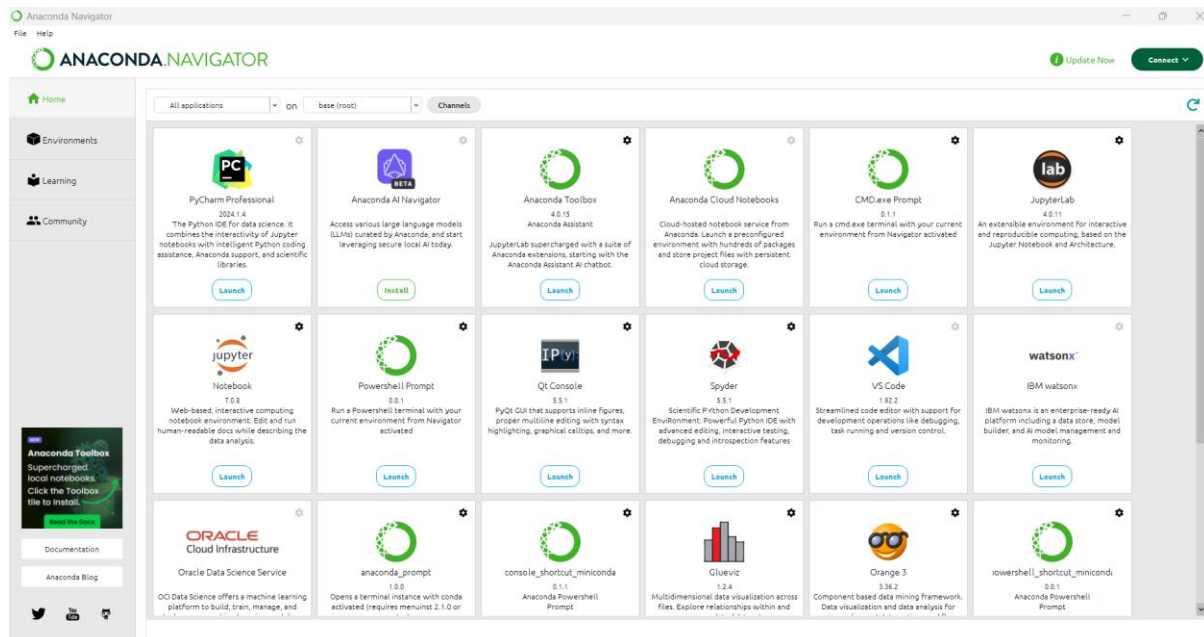 Anaconda Navigator
File Help
ANACONDA.NAVIGATOR
Update Now
Connect
Home
Environments
Learning
Community
All applications
on
base (root)
Channels
PC
PyCharm Professional
2024.1.4
The Python IDE for data science. It
combines the interactivity of Jupyter
notebooks with intelligent Python coding
assistance, Anaconda support, and scientific
libraries.
Launch
BETA
Anaconda AI Navigator
Access various large language models
(LLMs) curated by Anaconda, and start
leveraging secure local AI today.
Install
Anaconda Toolbox
4.0.15
Anaconda Assistant
JupyterLab supercharged with a suite of
Anaconda extensions, starting with the
Anaconda Assistant AI chatbot.
Launch
Anaconda Cloud Notebooks
Cloud-hosted notebook service from
Anaconda. Launch a preconfigured
environment with hundreds of packages
and store project files with persistent
cloud storage.
Launch
CMD.exe Prompt
0.1.1
Run a cmd.exe terminal with your current
environment from Navigator activated
Launch
lab
JupyterLab
4.0.11
An extensible environment for interactive
and reproducible computing, based on the
Jupyter Notebook and Architecture.
Launch
jupyter
Notebook
7.0.8
Web-based, interactive computing
notebook environment. Edit and run
human-readable docs while describing the
data analysis.
Launch
Powershell Prompt
0.0.1
Run a Powershell terminal with your
current environment from Navigator
activated
Launch
IP[y]:
Qt Console
5.5.1
PyQt GUI that supports inline figures,
proper multiline editing with syntax
highlighting, graphical calltips, and more.
Launch
Spyder
5.5.1
Scientific PYthon Development
EnviRonment. Powerful Python IDE with
advanced editing, interactive testing,
debugging and introspection features
Launch
VS Code
1.92.2
Streamlined code editor with support for
development operations like debugging,
task running and version control.
Launch
watsonx
IBM watsonx
IBM watsonx is an enterprise-ready AI
platform including a data store, model
builder, and AI model management and
monitoring.
Launch
NEW
Anaconda Toolbox
Supercharged
local notebooks.
Click the Toolbox
tile to install.
Read the Docs
Documentation
Anaconda Blog
You
Tube
ORACLE
Cloud Infrastructure
Oracle Data Science Service
OCI Data Science offers a machine learning
platform to build, train, manage, and
anaconda_prompt
1.0.0
Opens a terminal instance with conda
activated (requires menuinst 2.1.0 or
console_shortcut_miniconda
0.1.1
Anaconda Powershell
Prompt
Glueviz
1.2.4
Multidimensional data visualization across
files. Explore relationships within and
Orange 3
3.36.2
Component based data mining framework.
Data visualization and data analysis for
powershell_shortcut_miniconda
0.0.1
Anaconda Powershell
Prompt